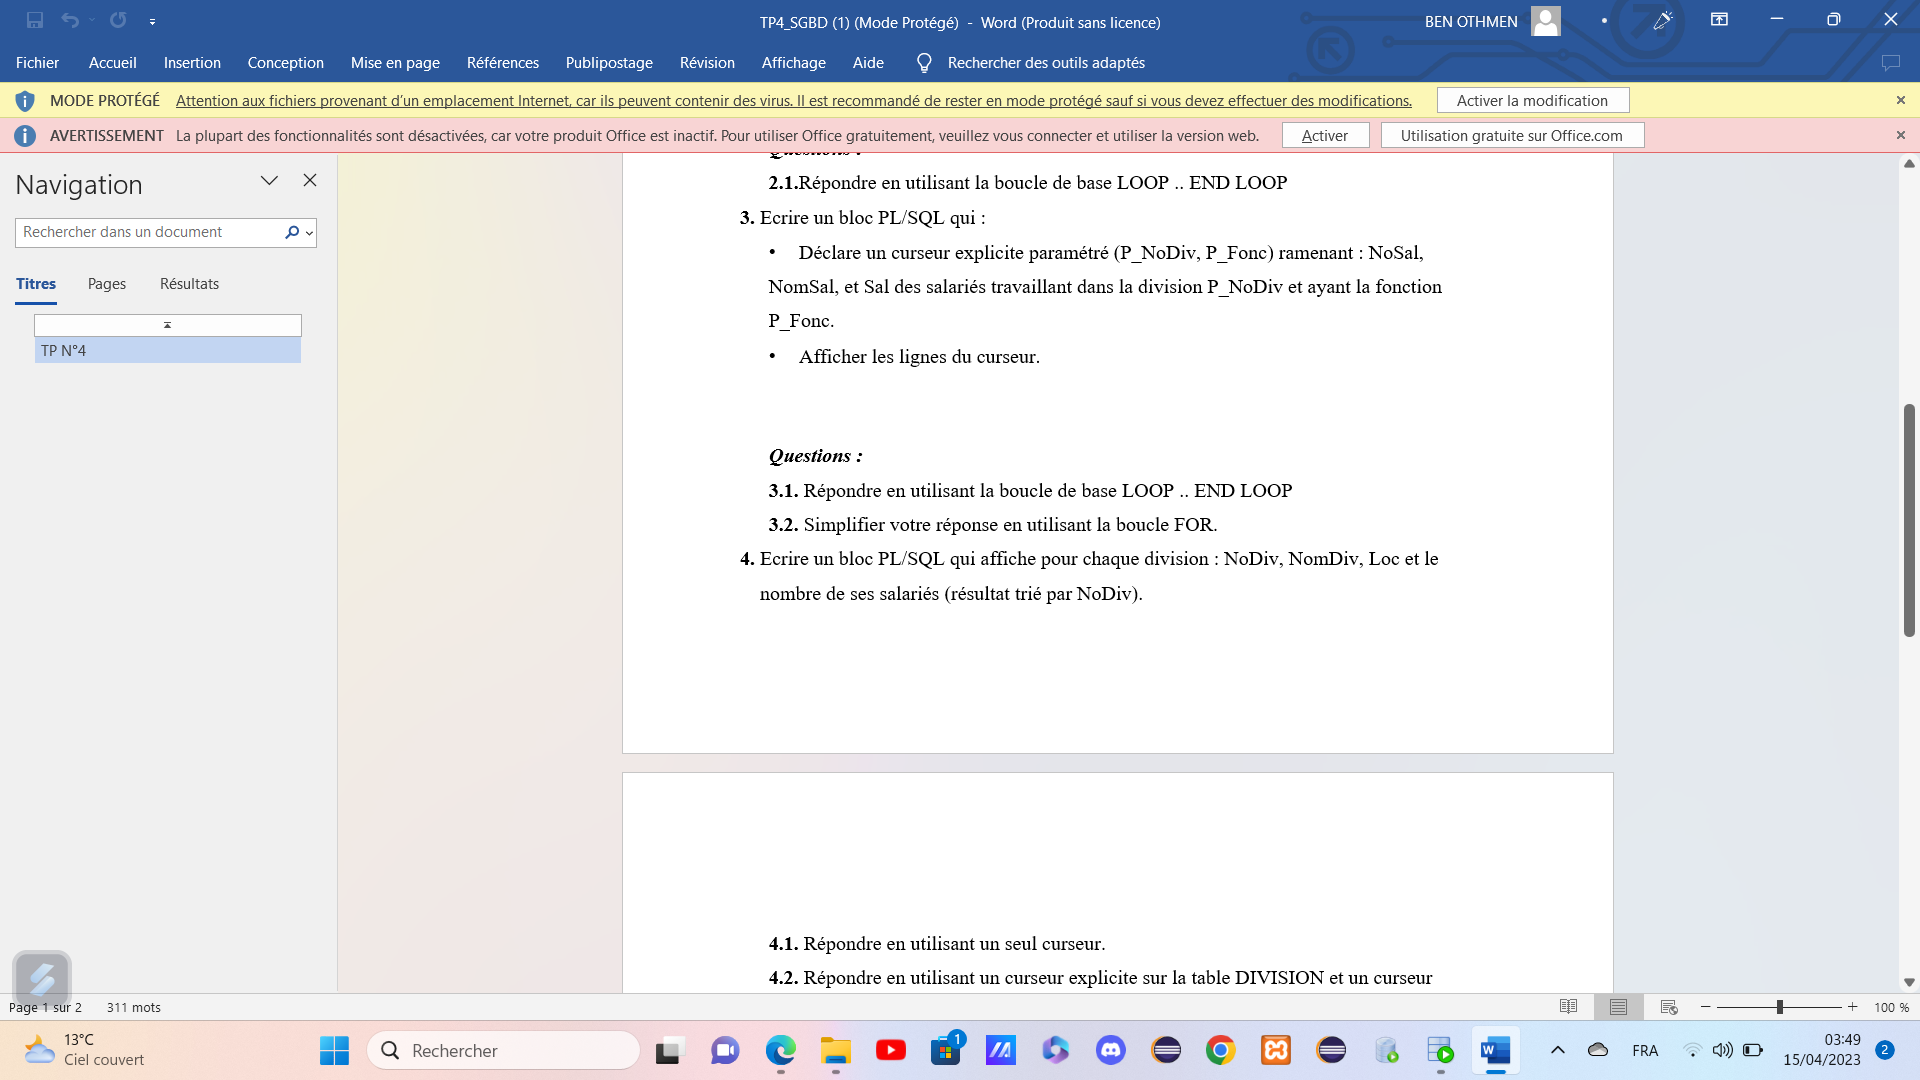 TP4_SGBD (1) (Mode Protégé) - Word (Produit sans licence)
BEN OTHMEN
Fichier Accueil Insertion Conception Mise en page Références Publipostage Révision Affichage Aide Rechercher des outils adaptés
MODE PROTÉGÉ Attention aux fichiers provenant d'un emplacement Internet, car ils peuvent contenir des virus. Il est recommandé de rester en mode protégé sauf si vous devez effectuer des modifications. Activer la modification
AVERTISSEMENT La plupart des fonctionnalités sont désactivées, car votre produit Office est inactif. Pour utiliser Office gratuitement, veuillez vous connecter et utiliser la version web. Activer Utilisation gratuite sur Office.com
Navigation
Rechercher dans un document
Titres Pages Résultats
TP N°4
Questions :
2.1.Répondre en utilisant la boucle de base LOOP .. END LOOP
3. Ecrire un bloc PL/SQL qui :
• Déclare un curseur explicite paramétré (P_NoDiv, P_Fonc) ramenant : NoSal,
NomSal, et Sal des salariés travaillant dans la division P_NoDiv et ayant la fonction
P_Fonc.
• Afficher les lignes du curseur.
Questions :
3.1. Répondre en utilisant la boucle de base LOOP .. END LOOP
3.2. Simplifier votre réponse en utilisant la boucle FOR.
4. Ecrire un bloc PL/SQL qui affiche pour chaque division : NoDiv, NomDiv, Loc et le
nombre de ses salariés (résultat trié par NoDiv).
4.1. Répondre en utilisant un seul curseur.
4.2. Répondre en utilisant un curseur explicite sur la table DIVISION et un curseur
Page 1 sur 2 311 mots
100 %
13°C
Ciel couvert
Rechercher
1
FRA
03:49
15/04/2023
2